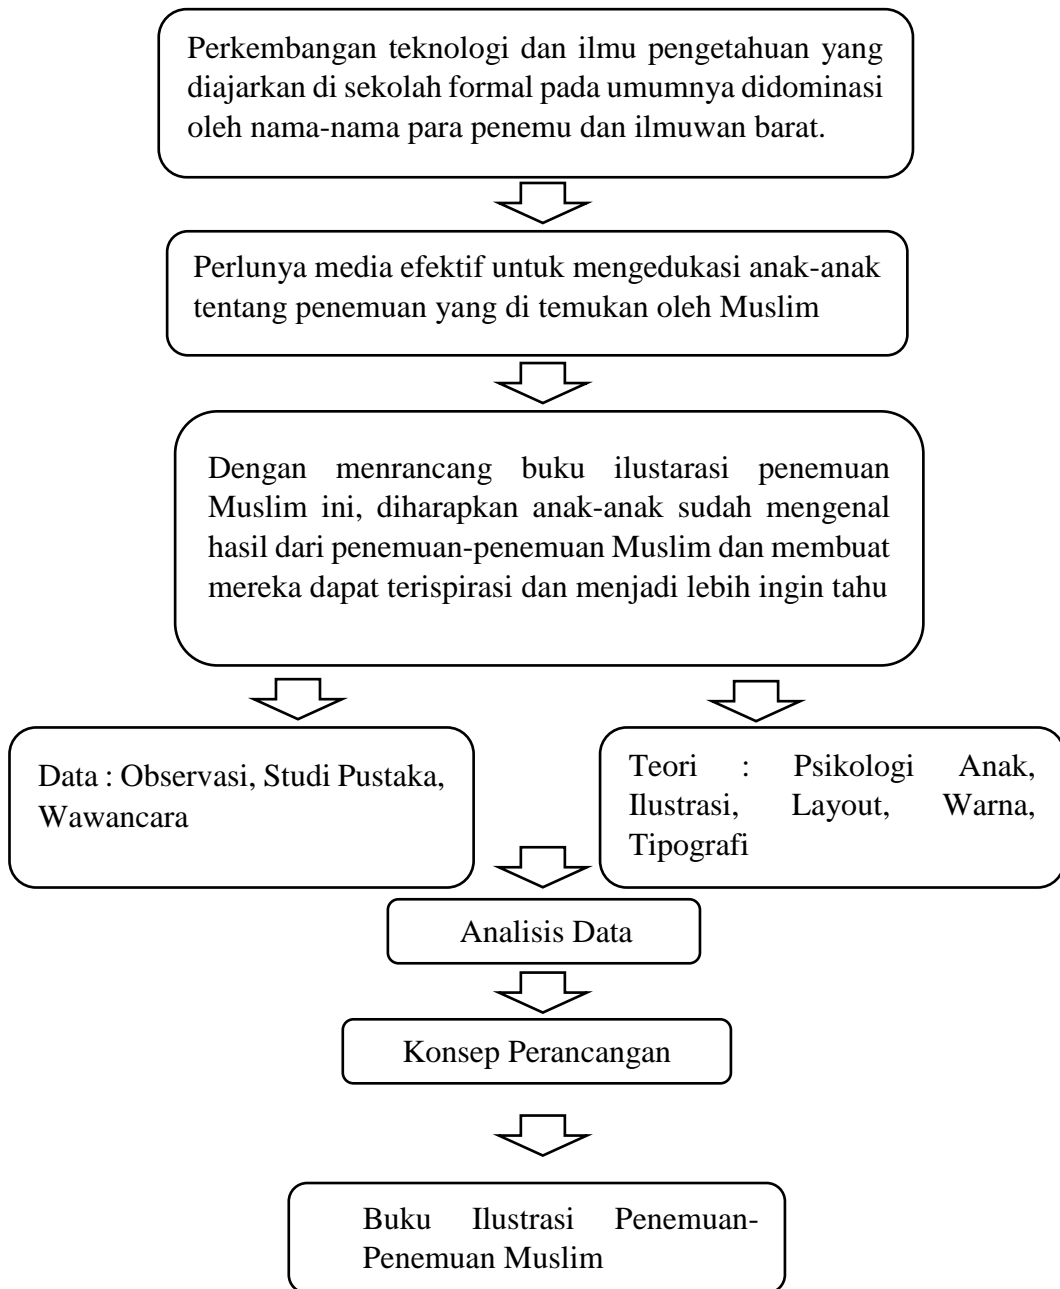 Perkembangan teknologi dan ilmu pengetahuan yang
diajarkan di sekolah formal pada umumnya didominasi
oleh nama-nama para penemu dan ilmuwan barat.
Perlunya media efektif untuk mengedukasi anak-anak
tentang penemuan yang di temukan oleh Muslim
Dengan menrancang buku ilustarasi penemuan
Muslim ini, diharapkan anak-anak sudah mengenal
hasil dari penemuan-penemuan Muslim dan membuat
mereka dapat terispirasi dan menjadi lebih ingin tahu
Data : Observasi, Studi Pustaka,
Wawancara
Teori : Psikologi Anak,
Ilustrasi, Layout, Warna,
Tipografi
Analisis Data
Konsep Perancangan
Buku Ilustrasi Penemuan-
Penemuan Muslim